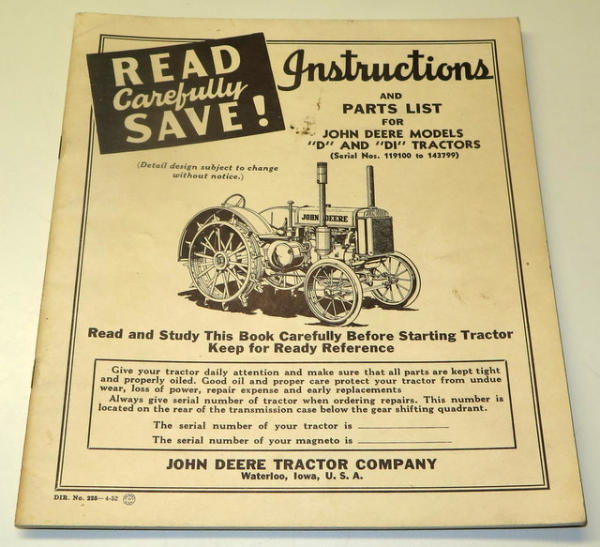 READ
Carefully
SAVE!
Instructions
AND
PARTS LIST
FOR
JOHN DEERE MODELS
"D" AND "DI" TRACTORS
(Serial Nos. 119100 to 143799)
(Detail design subject to change
without notice.)
JOHN DEERE
Read and Study This Book Carefully Before Starting Tractor
Keep for Ready Reference
Give your tractor daily attention and make sure that all parts are kept tight
and properly oiled. Good oil and proper care protect your tractor from undue
wear, loss of power, repair expense and early replacements
Always give serial number of tractor when ordering repairs. This number is
located on the rear of the transmission case below the gear shifting quadrant.
The serial number of your tractor is
The serial number of your magneto is
JOHN DEERE TRACTOR COMPANY
Waterloo, Iowa, U. S. A.
DIR. No. 225—4-52